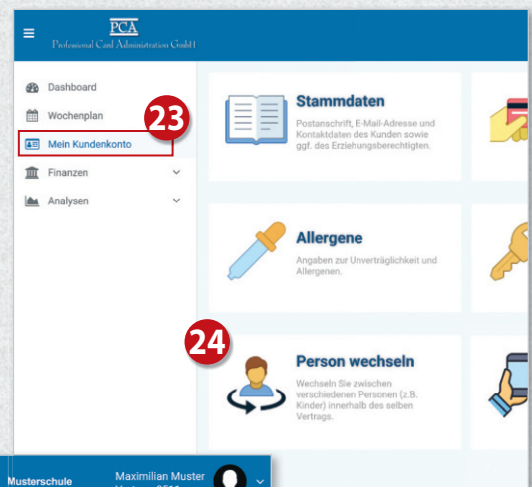 PCA
Professional Card Administration GmbH
Dashboard
Wochenplan
23
Mein Kundenkonto
Finanzen
Analysen
Stammdaten
Postanschrift, E-Mail-Adresse und
Kontaktdaten des Kunden sowie
ggf. des Erziehungsberechtigten.
Allergene
Angaben zur Unverträglichkeit und
Allergenen.
24
Person wechseln
Wechseln Sie zwischen
verschiedenen Personen (z.B.
Kinder) innerhalb des selben
Vertrags.
Musterschule
Maximilian Muster